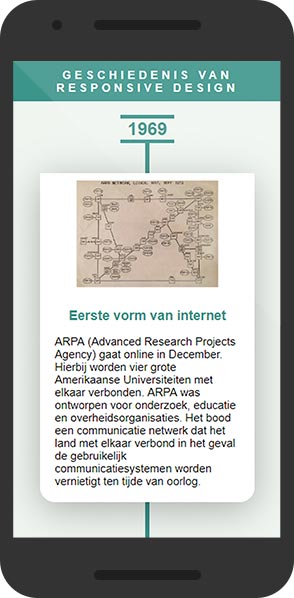 GESCHIEDENIS VAN
RESPONSIVE DESIGN
1969
ARPA NETWORK, LOGICAL MAP, MAY 1973
Eerste vorm van internet
ARPA (Advanced Research Projects
Agency) gaat online in December.
Hierbij worden vier grote
Amerikaanse Universiteiten met
elkaar verbonden. ARPA was
ontworpen voor onderzoek, educatie
en overheidsorganisaties. Het bood
een communicatie netwerk dat het
land met elkaar verbond in het geval
de gebruikelijk
communicatiesystemen worden
vernietigt ten tijde van oorlog.